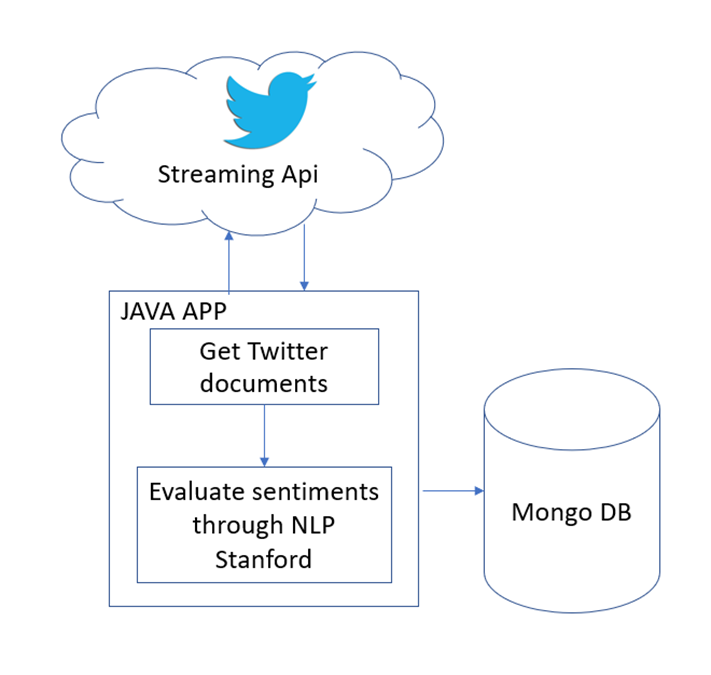 Streaming Api
JAVA APP
Get Twitter
documents
Evaluate sentiments
through NLP
Stanford
Mongo DB